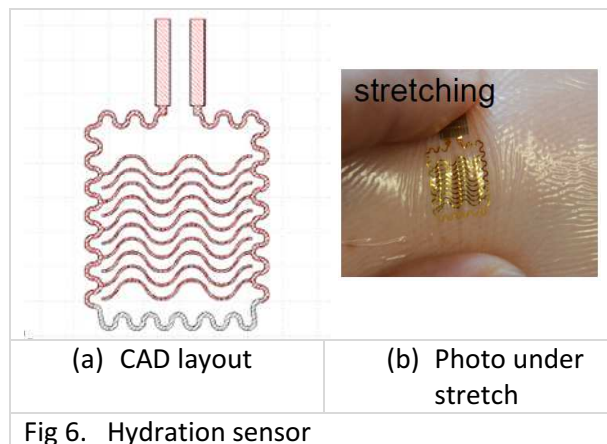 stretching
(a) CAD layout
(b) Photo under
stretch
Fig 6. Hydration sensor